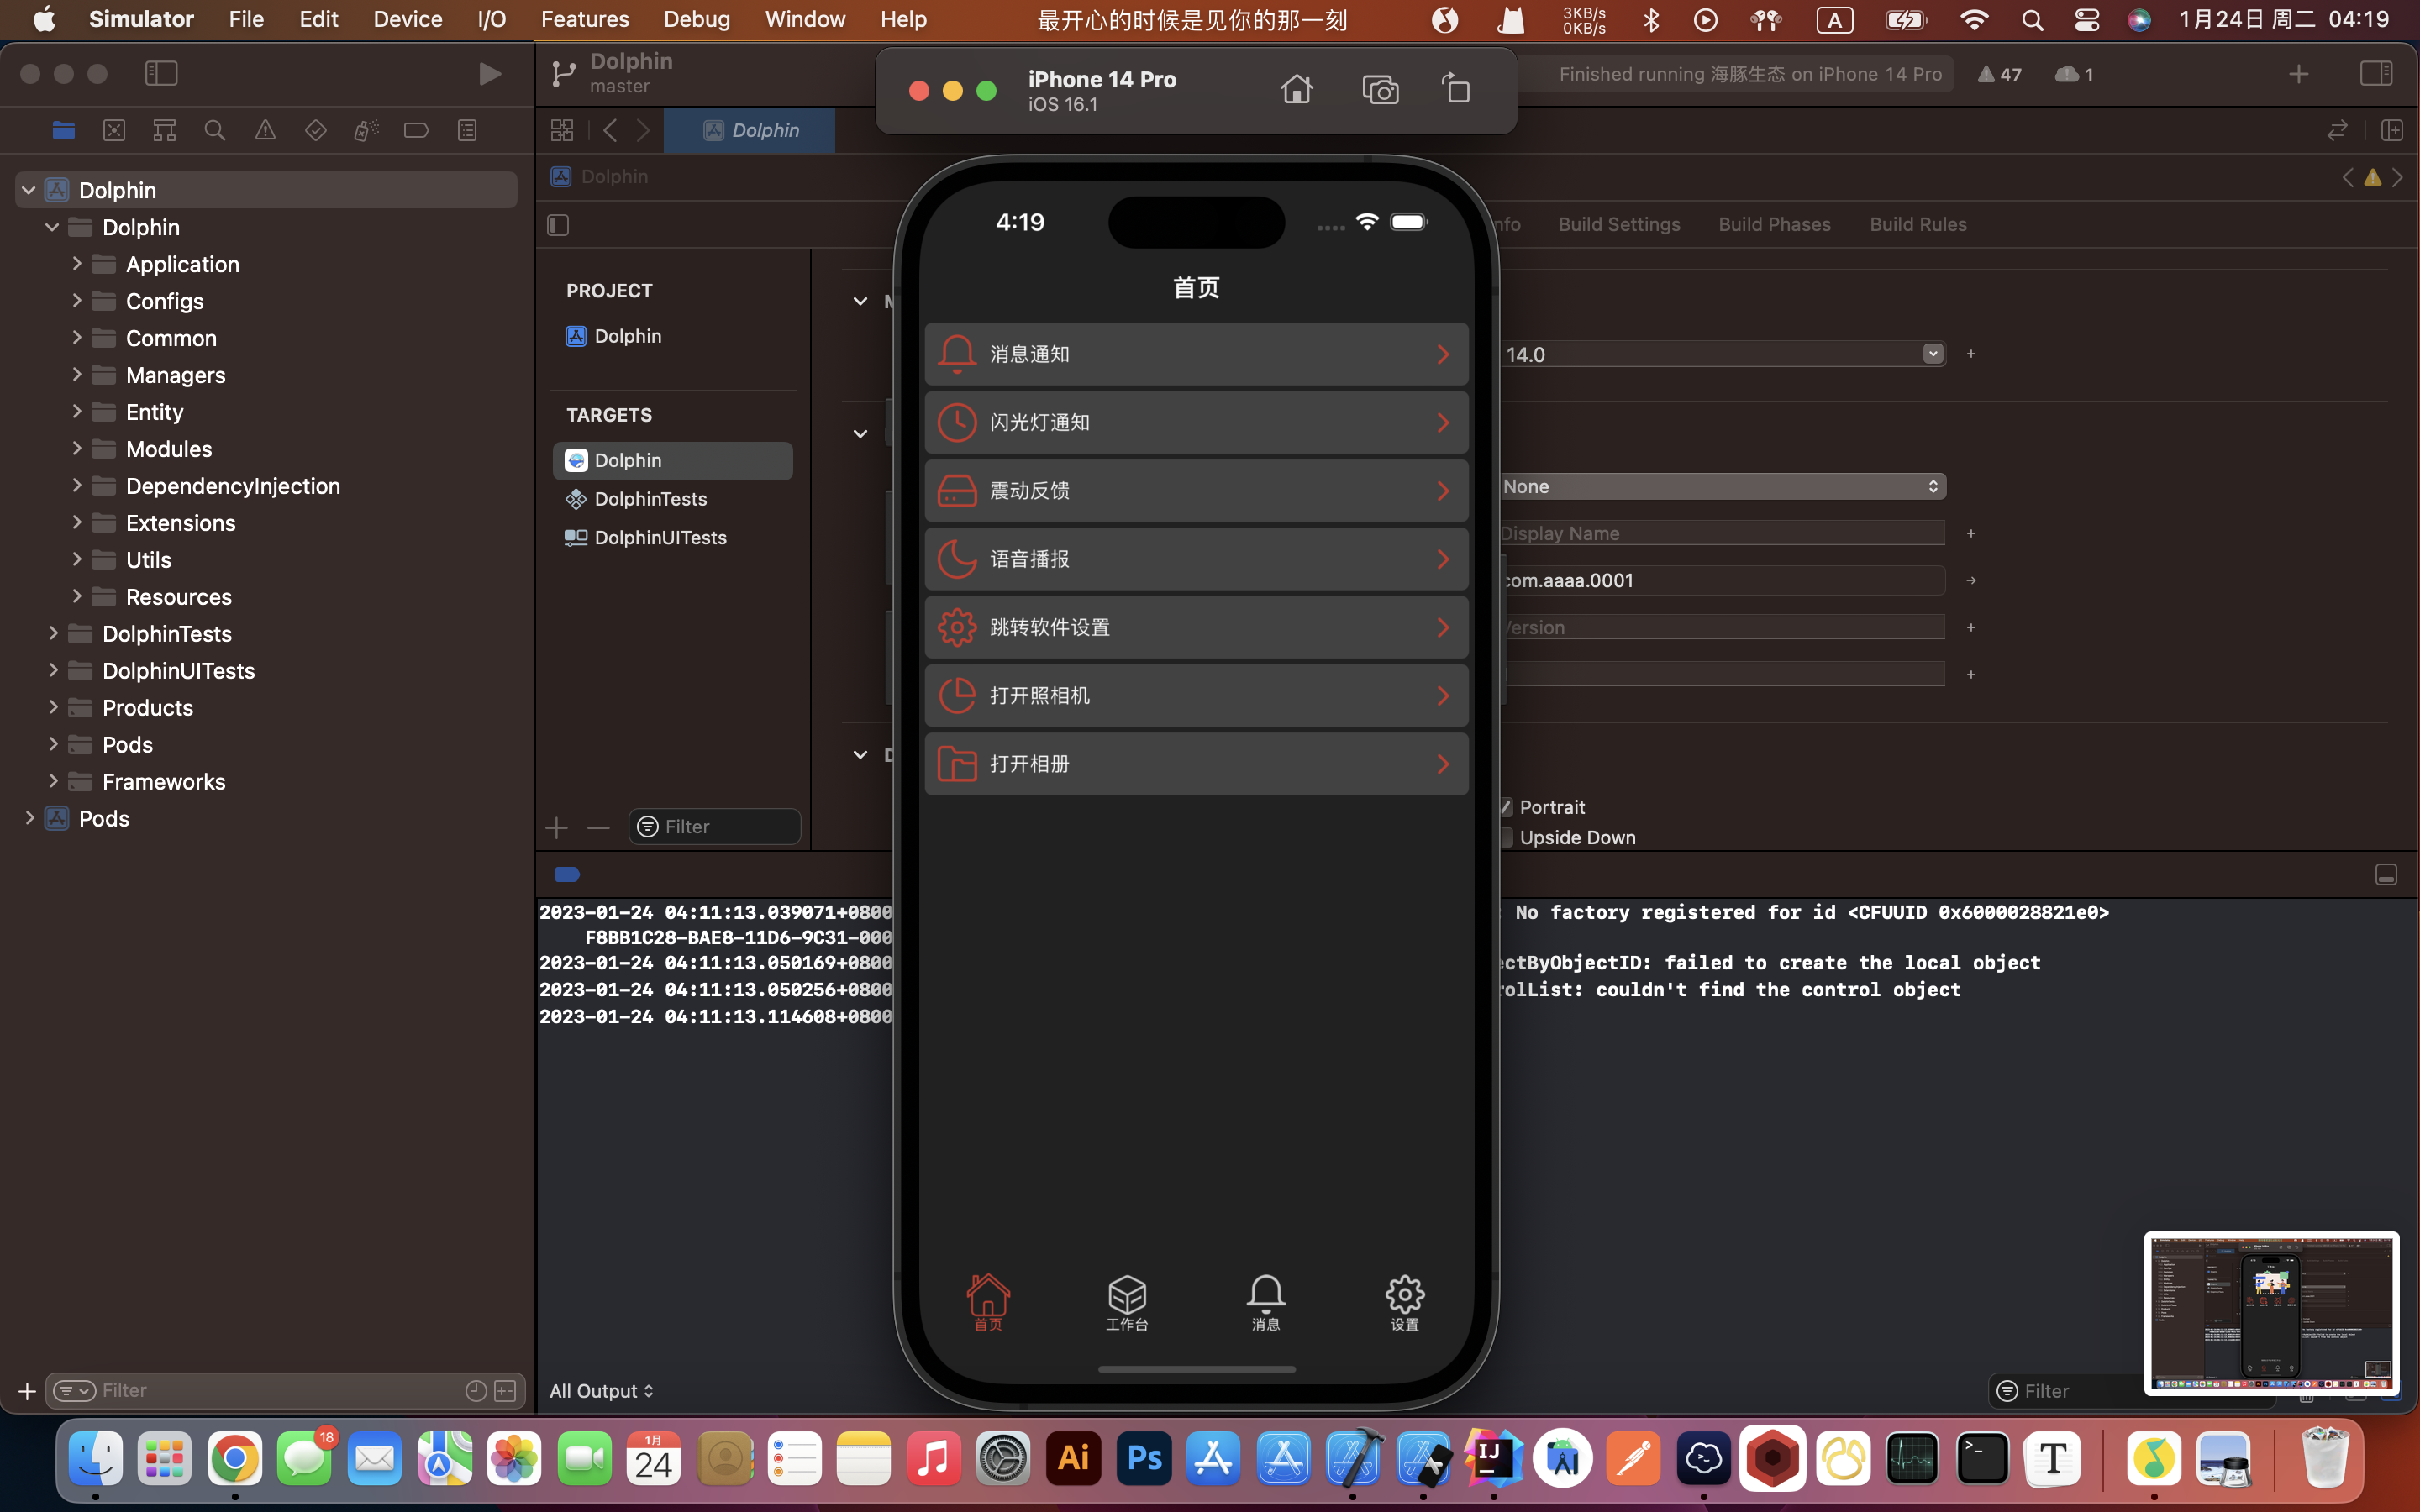 Simulator File Edit Device I/O Features Debug Window Help 最开心的时候是见你的那一刻 3KB/s 0KB/s A 1月24日 周二 04:19
Dolphin
master
iPhone 14 Pro
iOS 16.1
Finished running 海豚生态 on iPhone 14 Pro 47 1
Dolphin
Dolphin
Dolphin
Dolphin
Application
Configs
Common
Managers
Entity
Modules
DependencyInjection
Extensions
Utils
Resources
DolphinTests
DolphinUITests
Products
Pods
Frameworks
Pods
Filter
PROJECT
Dolphin
TARGETS
Dolphin
DolphinTests
DolphinUITests
Filter
Build Settings Build Phases Build Rules
14.0
None
Display Name
com.aaaa.0001
Version
Portrait
Upside Down
4:19
首页
消息通知
闪光灯通知
震动反馈
语音播报
跳转软件设置
打开照相机
打开相册
首页 工作台 消息 设置
2023-01-24 04:11:13.039071+0800 : No factory registered for id <CFUUID 0x6000028821e0>
F8BB1C28-BAE8-11D6-9C31-000
2023-01-24 04:11:13.050169+0800 ectByObjectID: failed to create the local object
2023-01-24 04:11:13.050256+0800 rolList: couldn't find the control object
2023-01-24 04:11:13.114608+0800
All Output
Filter
18
1月
24
Ai
Ps
IJ
T